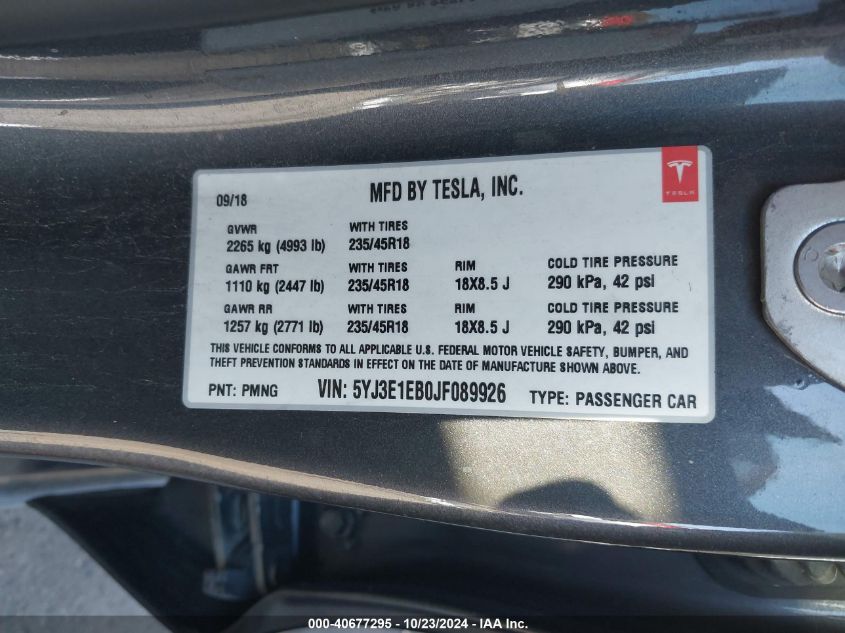 09/18
MFD BY TESLA, INC.
TESLA
GVWR WITH TIRES
2265 kg (4993 lb) 235/45R18
GAWR FRT WITH TIRES RIM COLD TIRE PRESSURE
1110 kg (2447 lb) 235/45R18 18X8.5 J 290 kPa, 42 psi
GAWR RR WITH TIRES RIM COLD TIRE PRESSURE
1257 kg (2771 lb) 235/45R18 18X8.5 J 290 kPa, 42 psi
THIS VEHICLE CONFORMS TO ALL APPLICABLE U.S. FEDERAL MOTOR VEHICLE SAFETY, BUMPER, AND
THEFT PREVENTION STANDARDS IN EFFECT ON THE DATE OF MANUFACTURE SHOWN ABOVE.
PNT: PMNG VIN: 5YJ3E1EB0JF089926 TYPE: PASSENGER CAR
000-40677295 - 10/23/2024 - IAA, Inc.